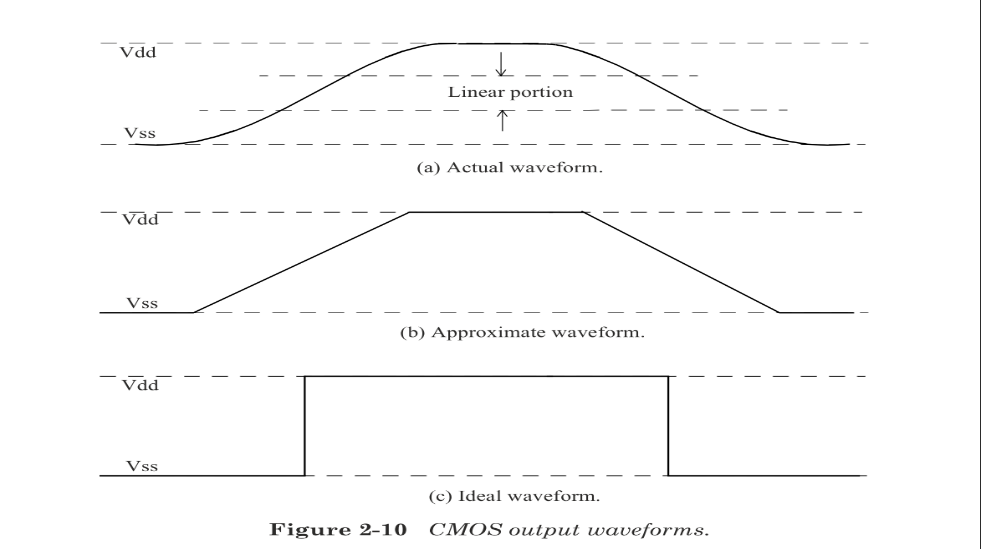 Vdd
Linear portion
Vss
(a) Actual waveform.
Vdd
Vss
(b) Approximate waveform.
Vdd
Vss
(c) Ideal waveform.
Figure 2-10 CMOS output waveforms.